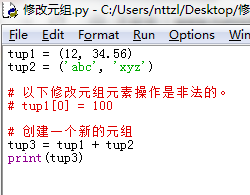 修改元组.py - C:/Users/nttzl/Desktop/修
File Edit Format Run Options Window
tup1 = (12, 34.56)
tup2 = ('abc', 'xyz')
# 以下修改元组元素操作是非法的。
# tup1[0] = 100
# 创建一个新的元组
tup3 = tup1 + tup2
print(tup3)